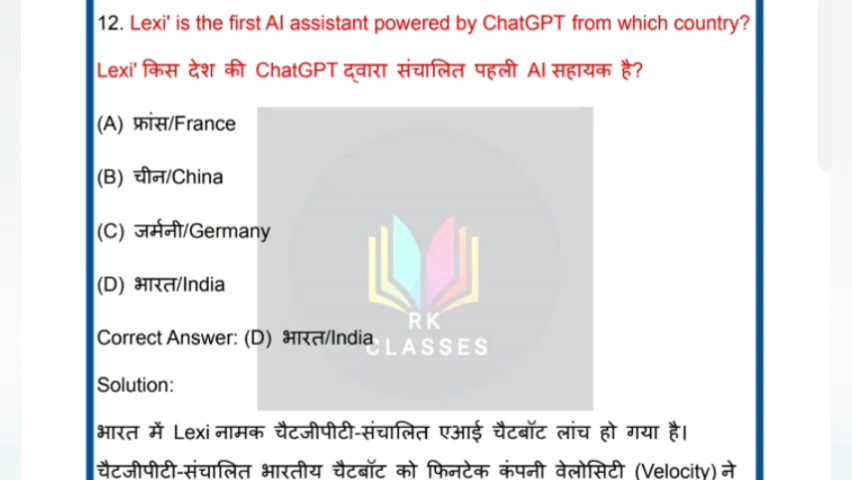 12. Lexi' is the first AI assistant powered by ChatGPT from which country?
Lexi' किस देश की ChatGPT द्वारा संचालित पहली AI सहायक है?
(A) फ्रांस/France
(B) चीन/China
(C) जर्मनी/Germany
(D) भारत/India
Correct Answer: (D) भारत/India
RK
CLASSES
Solution:
भारत में Lexi नामक चैटजीपीटी-संचालित एआई चैटबॉट लांच हो गया है।
चैटजीपीटी-संचालित भारतीय चैटबॉट को फिनटेक कंपनी वेलोसिटी (Velocity) ने